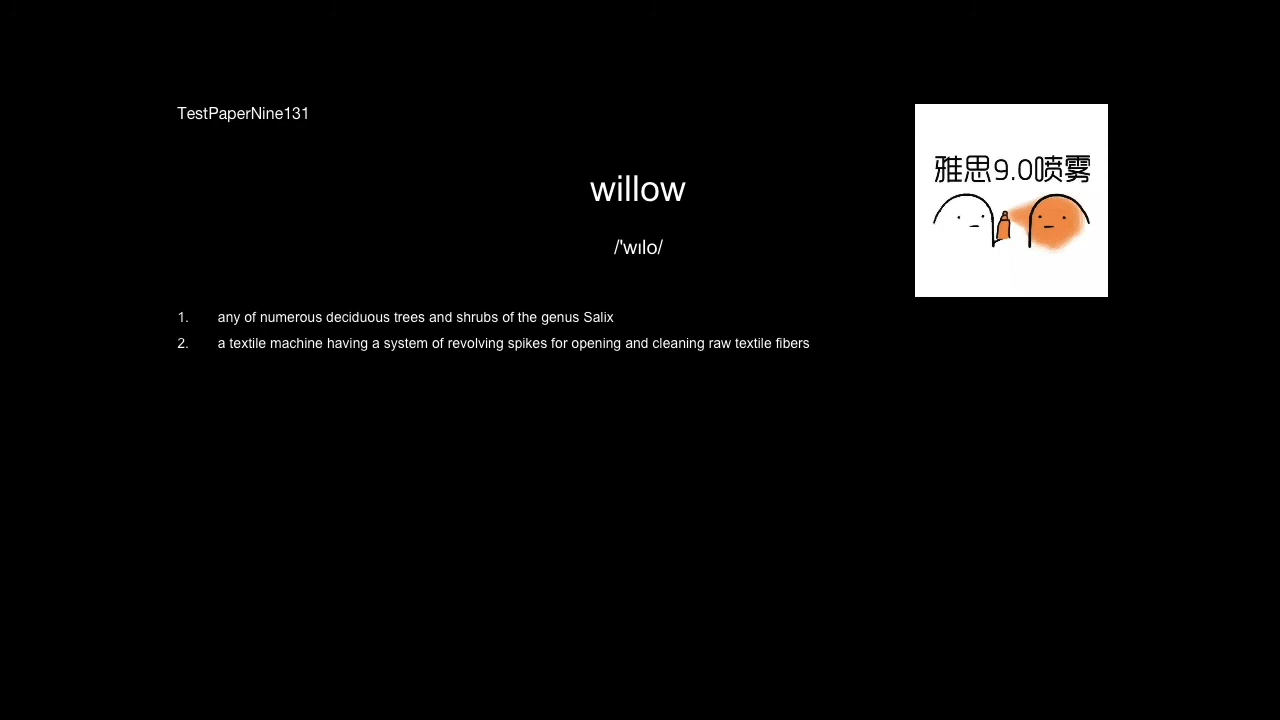 TestPaperNine131
雅思9.0喷雾
willow
/'wɪlo/
1. any of numerous deciduous trees and shrubs of the genus Salix
2. a textile machine having a system of revolving spikes for opening and cleaning raw textile fibers